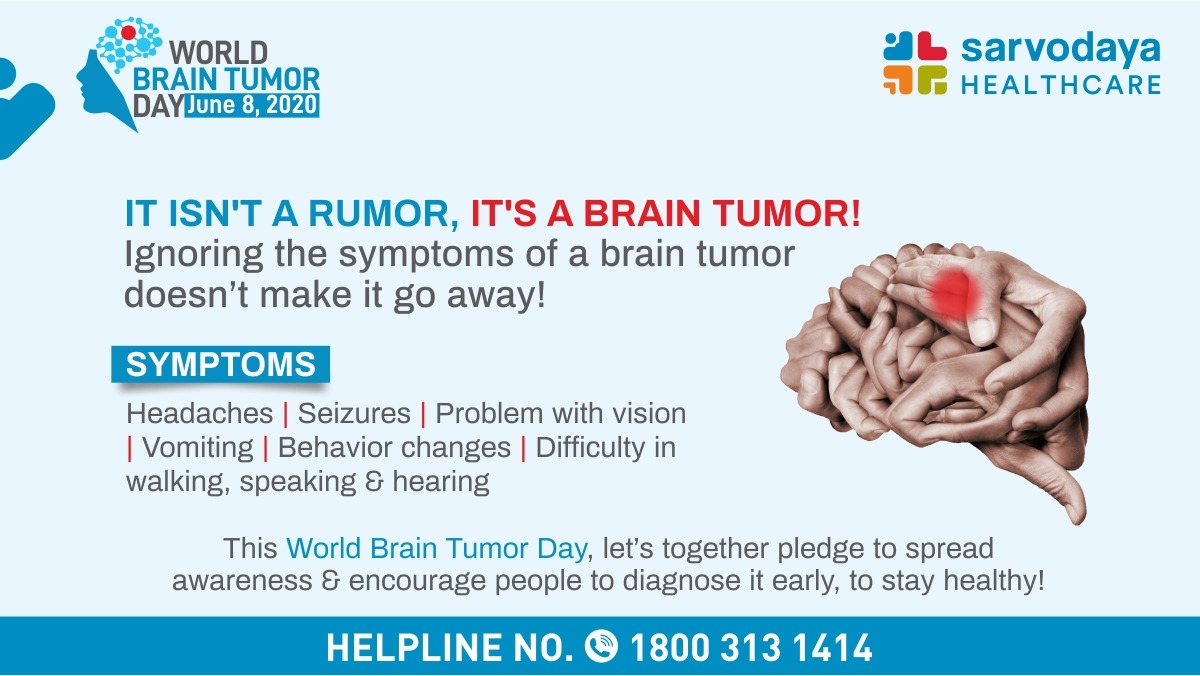 WORLD
BRAIN TUMOR
DAY June 8, 2020
sarvodaya
HEALTHCARE
IT ISN'T A RUMOR, IT'S A BRAIN TUMOR!
Ignoring the symptoms of a brain tumor
doesn’t make it go away!
SYMPTOMS
Headaches | Seizures | Problem with vision
| Vomiting | Behavior changes | Difficulty in
walking, speaking & hearing
This World Brain Tumor Day, let’s together pledge to spread
awareness & encourage people to diagnose it early, to stay healthy!
HELPLINE NO. 1800 313 1414